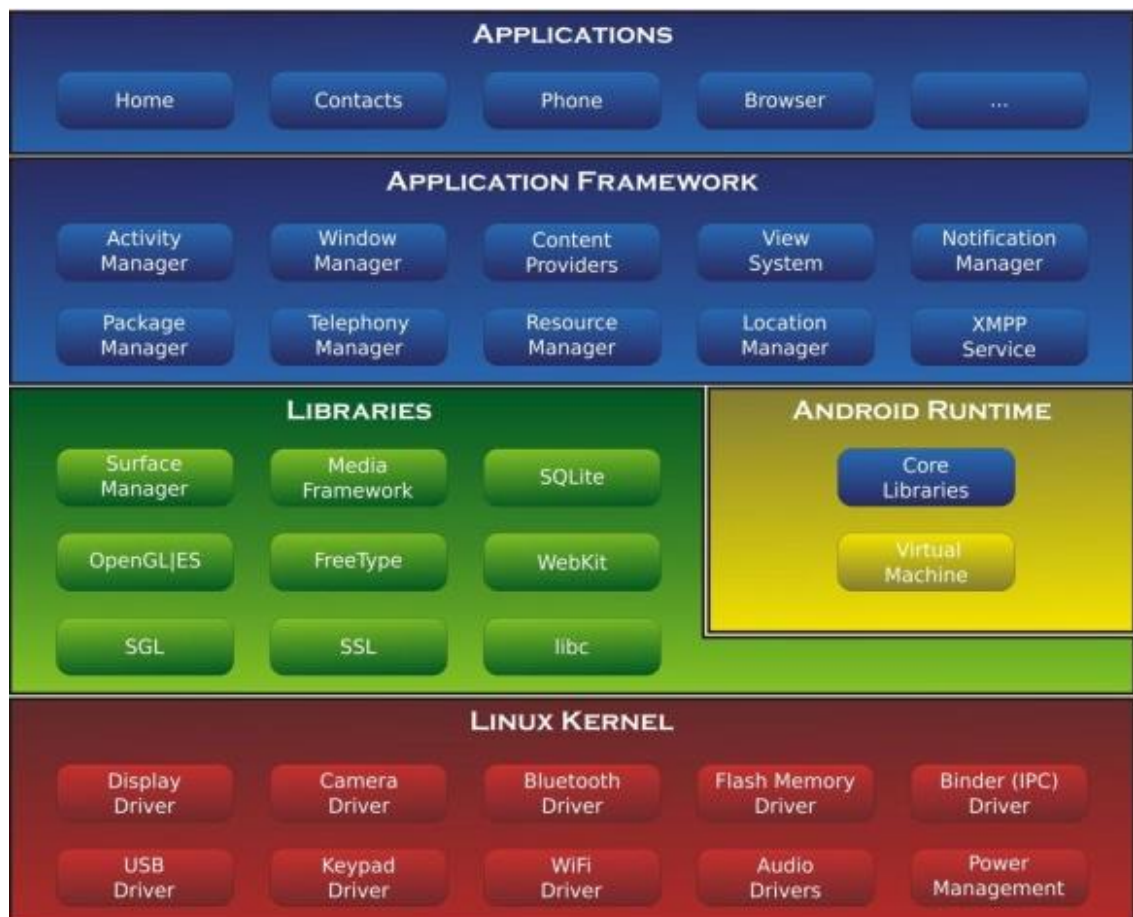 APPLICATIONS
Home
Contacts
Phone
Browser
...
APPLICATION FRAMEWORK
Activity
Manager
Window
Manager
Content
Providers
View
System
Notification
Manager
Package
Manager
Telephony
Manager
Resource
Manager
Location
Manager
XMPP
Service
LIBRARIES
Surface
Manager
Media
Framework
SQLite
OpenGL|ES
FreeType
WebKit
SGL
SSL
libc
ANDROID RUNTIME
Core
Libraries
Virtual
Machine
LINUX KERNEL
Display
Driver
Camera
Driver
Bluetooth
Driver
Flash Memory
Driver
Binder (IPC)
Driver
USB
Driver
Keypad
Driver
WiFi
Driver
Audio
Drivers
Power
Management